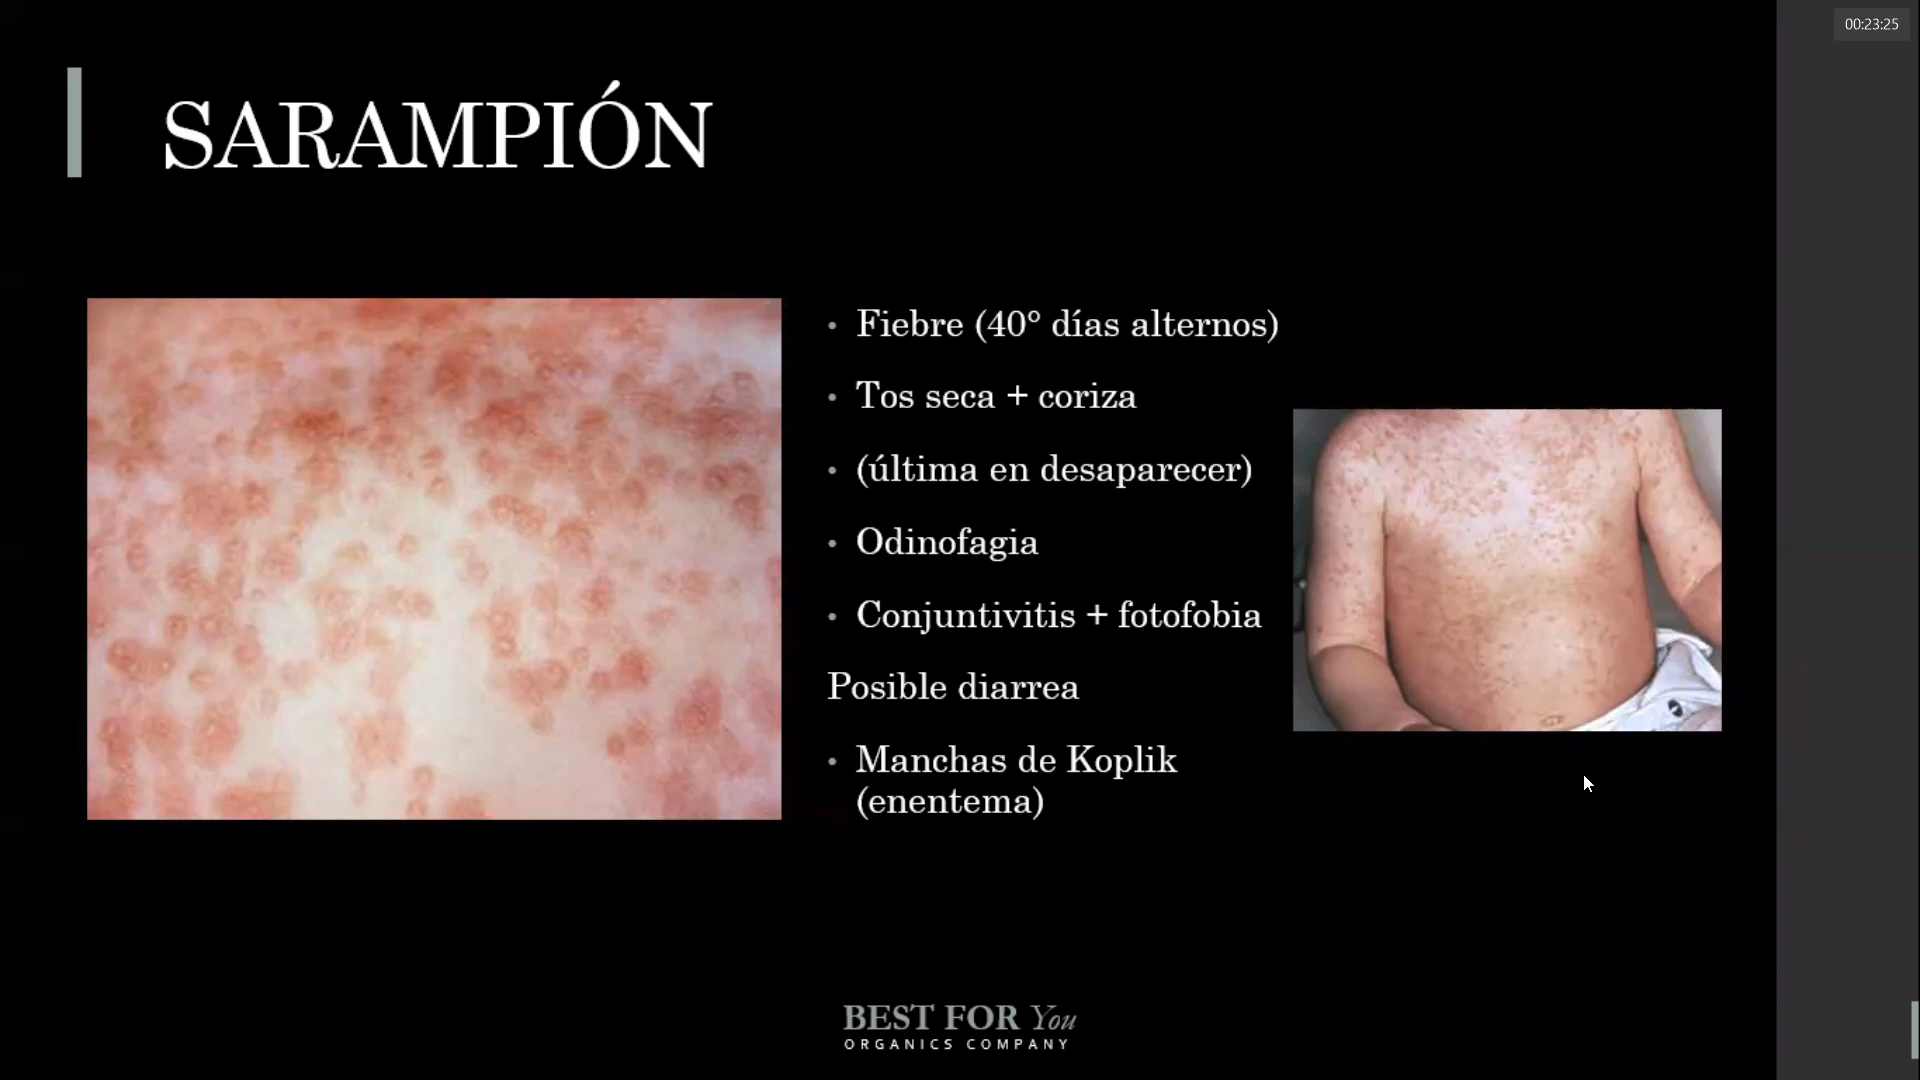 00:23:25
SARAMPIÓN
• Fiebre (40° días alternos)
• Tos seca + coriza
• (última en desaparecer)
• Odinofagia
• Conjuntivitis + fotofobia
Posible diarrea
• Manchas de Koplik
(enentema)
BEST FOR You
ORGANICS COMPANY